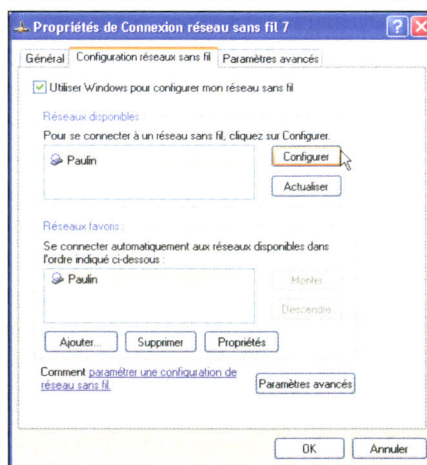 Propriétés de Connexion réseau sans fil 7
Général
Configuration réseaux sans fil
Paramètres avancés
Utiliser Windows pour configurer mon réseau sans fil
Réseaux disponibles
Pour se connecter à un réseau sans fil, cliquez sur Configurer.
Paulin
Configurer
Actualiser
Réseaux favoris :
Se connecter automatiquement aux réseaux disponibles dans
l'ordre indiqué ci-dessous :
Paulin
Monter
Descendre
Ajouter...
Supprimer
Propriétés
Comment paramétrer une configuration de
réseau sans fil.
Paramètres avancés
OK
Annuler